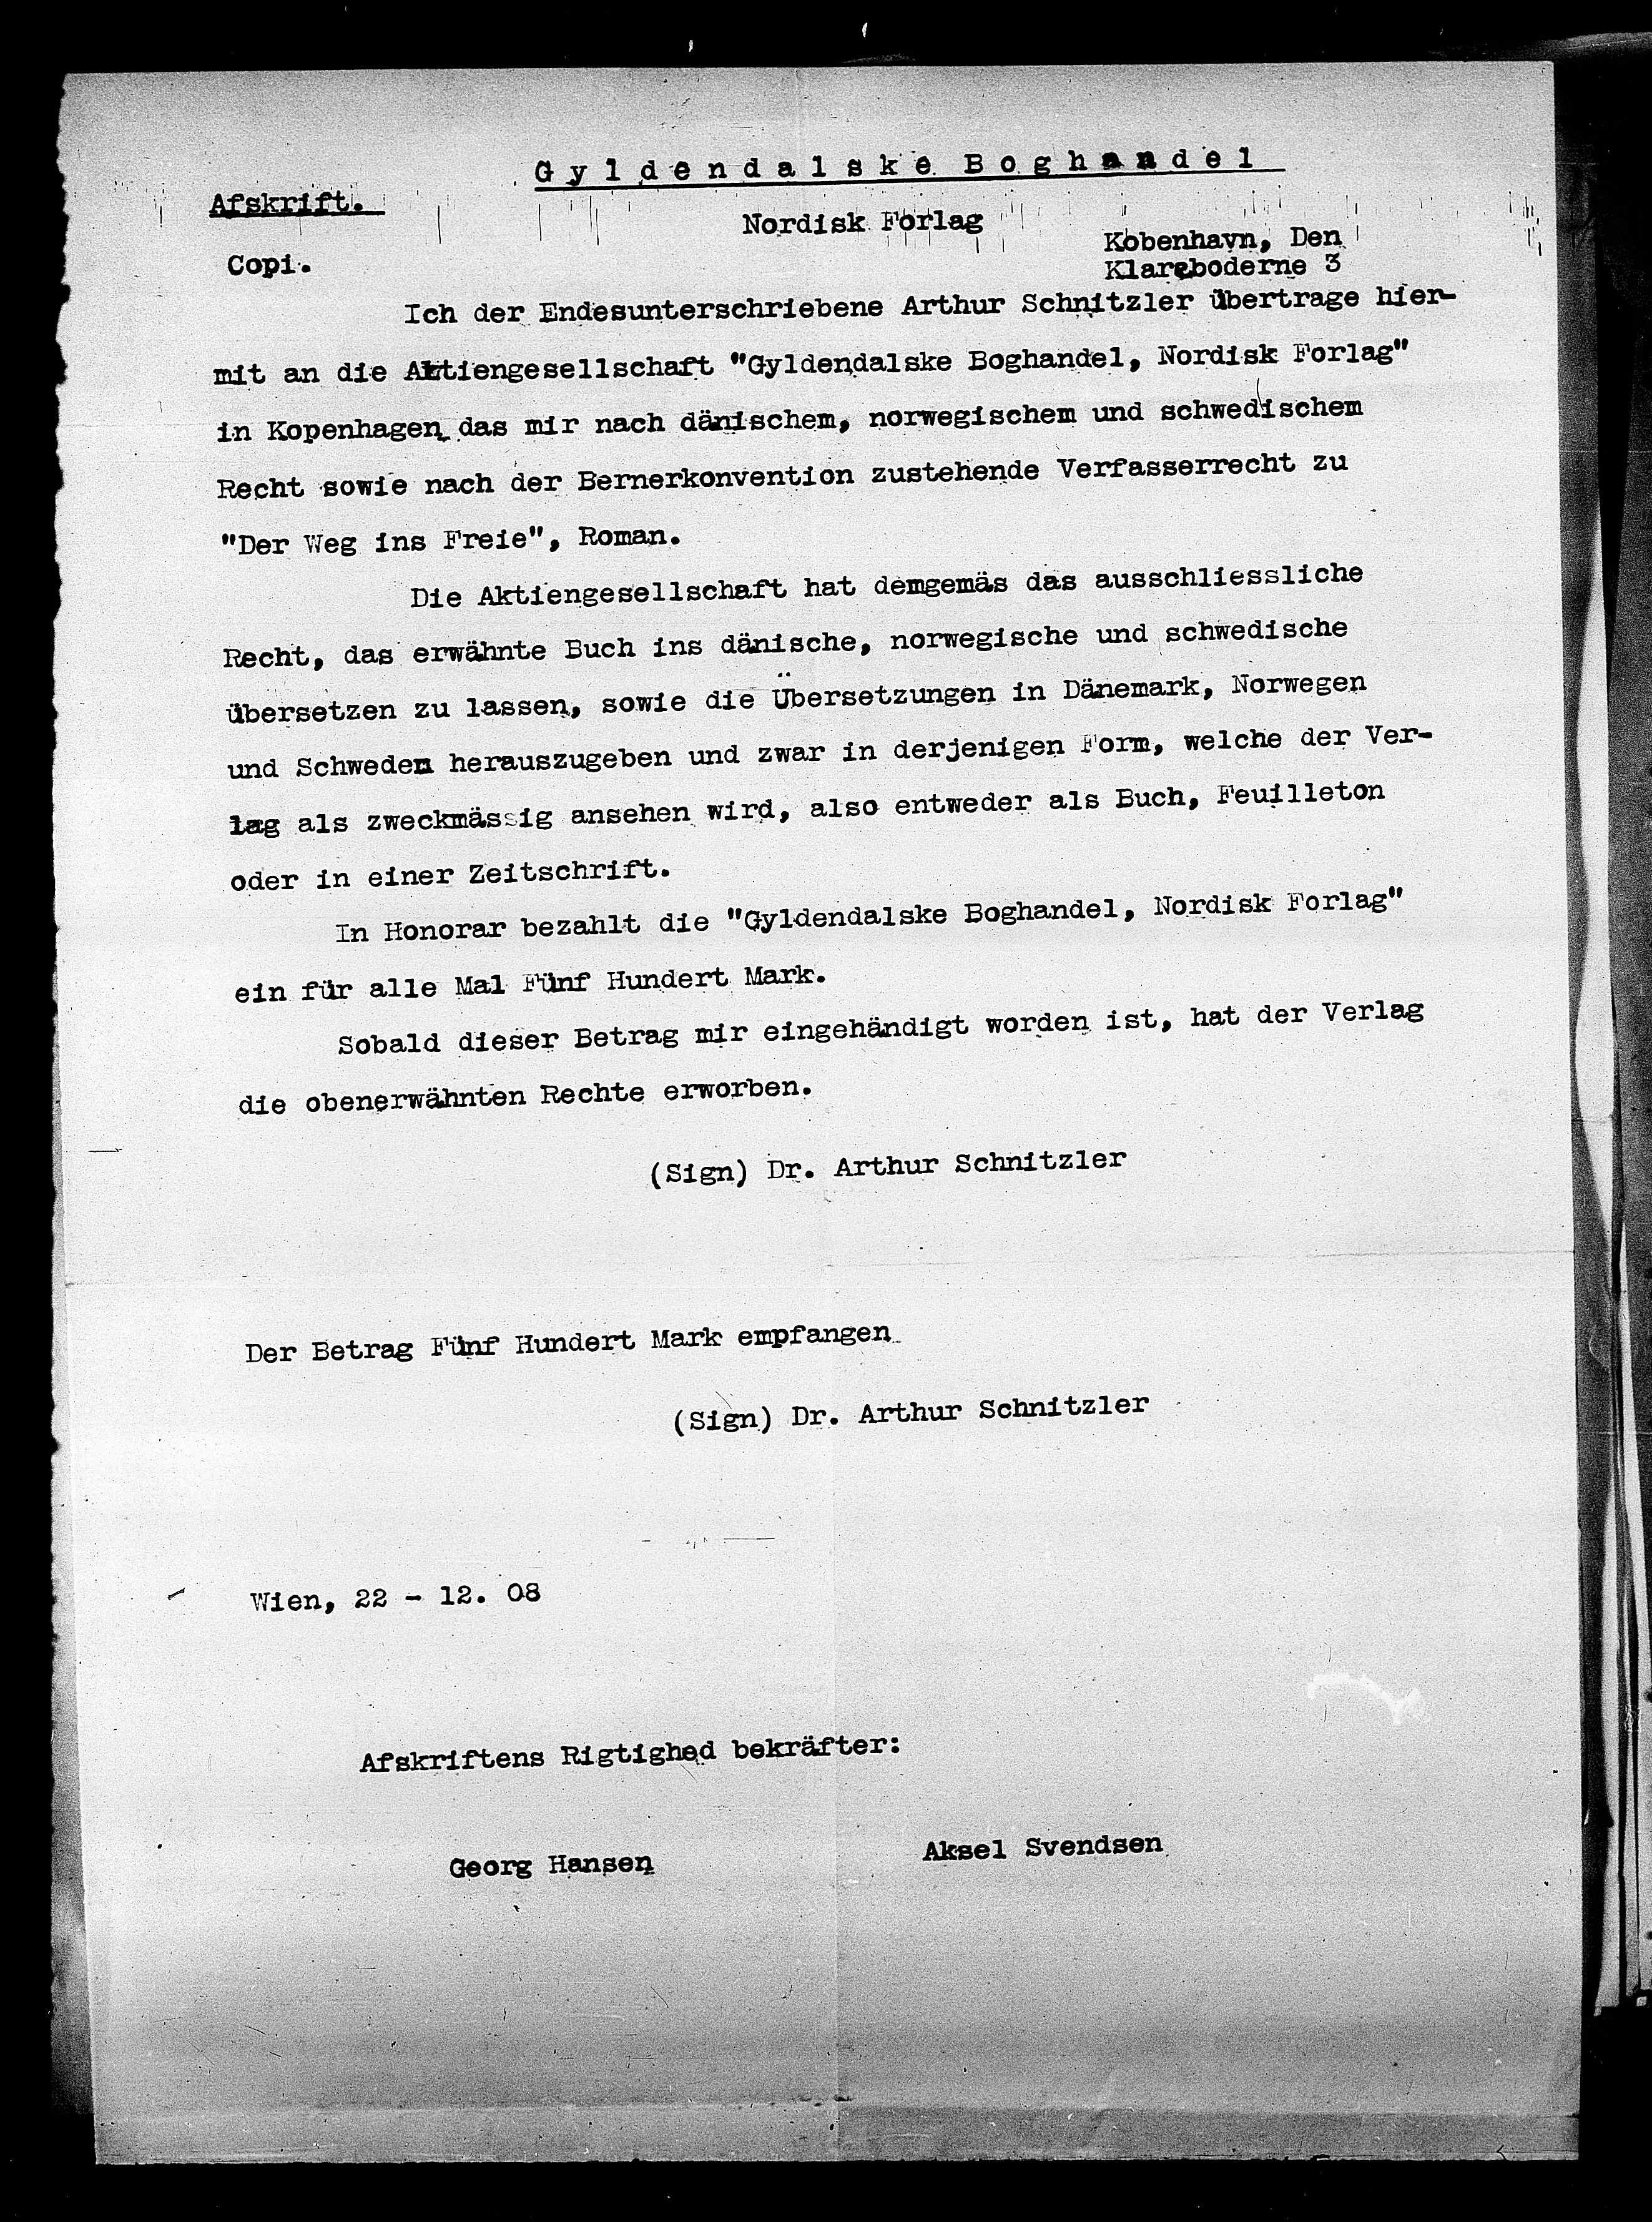 Gyldendalske Boghandel
Afskrift.
Nordisk Forlag
Kobenhavn, Den
Copi.
Klareboderne 3
Ich der Endesunterschriebene Arthur Schnitzler übertrage hier-
mit an die Aktiengesellschaft "Gyldendalske Boghandel, Nordisk Forlag"
in Kopenhagen das mir nach dänischem, norwegischem und schwedischem
Recht sowie nach der Bernerkonvention zustehende Verfasserrecht zu
"Der Weg ins Freie", Roman.
Die Aktiengesellschaft hat demgemäs das ausschliessliche
Recht, das erwähnte Buch ins dänische, norwegische und schwedische
übersetzen zu lassen, sowie die Übersetzungen in Dänemark, Norwegen
und Schweden herauszugeben und zwar in derjenigen Form, welche der Ver-
lag als zweckmässig ansehen wird, also entweder als Buch, Feuilleton
oder in einer Zeitschrift.
In Honorar bezahlt die "Gyldendalske Boghandel, Nordisk Forlag"
ein für alle Mal Fünf Hundert Mark.
Sobald dieser Betrag mir eingehändigt worden ist, hat der Verlag
die obenerwähnten Rechte erworben.
(Sign) Dr. Arthur Schnitzler
Der Betrag Fünf Hundert Mark empfangen
(Sign) Dr. Arthur Schnitzler
Wien, 22 - 12. 08
Afskriftens Rigtighed bekräfter:
Georg Hansen
Aksel Svendsen